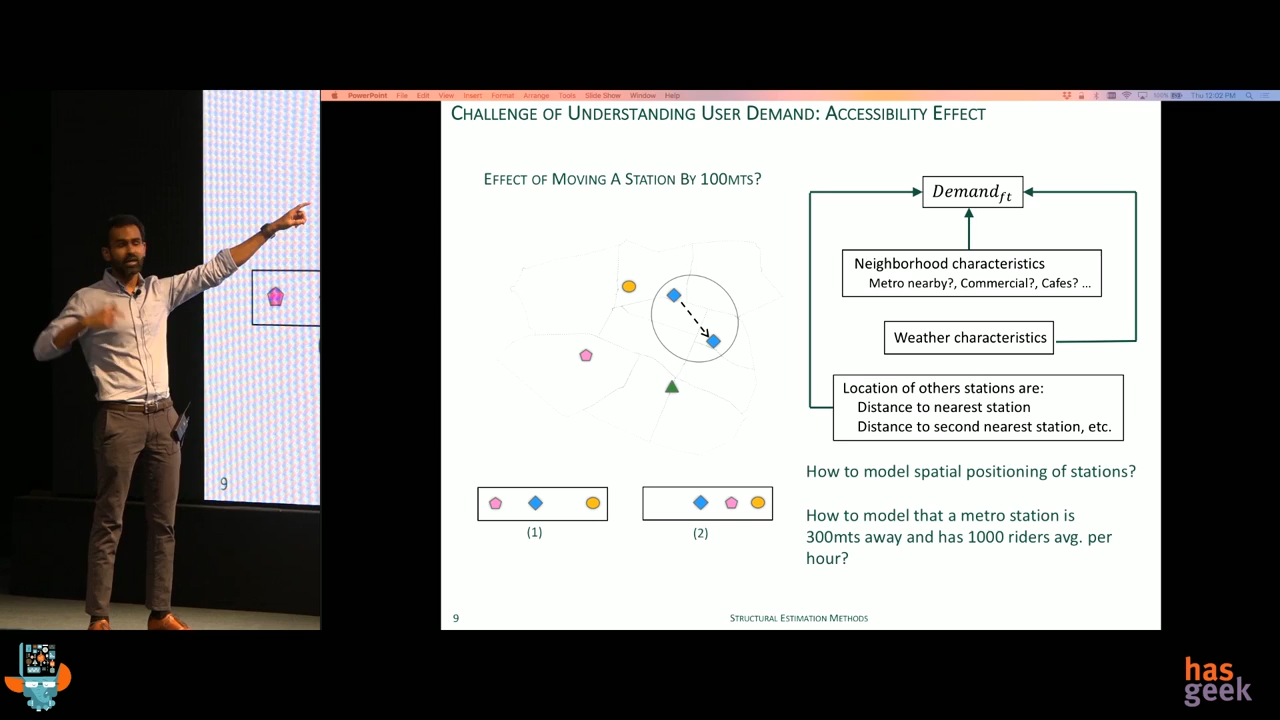 PowerPoint File Edit View Insert Format Arrange Tools Slide Show Window Help
100% Thu 12:02 PM
CHALLENGE OF UNDERSTANDING USER DEMAND: ACCESSIBILITY EFFECT
EFFECT OF MOVING A STATION BY 100MTS?
Demand_ft
Neighborhood characteristics
Metro nearby?, Commercial?, Cafes? ...
Weather characteristics
Location of others stations are:
Distance to nearest station
Distance to second nearest station, etc.
How to model spatial positioning of stations?
How to model that a metro station is
300mts away and has 1000 riders avg. per
hour?
(1)
(2)
9
STRUCTURAL ESTIMATION METHODS
9
has
geek